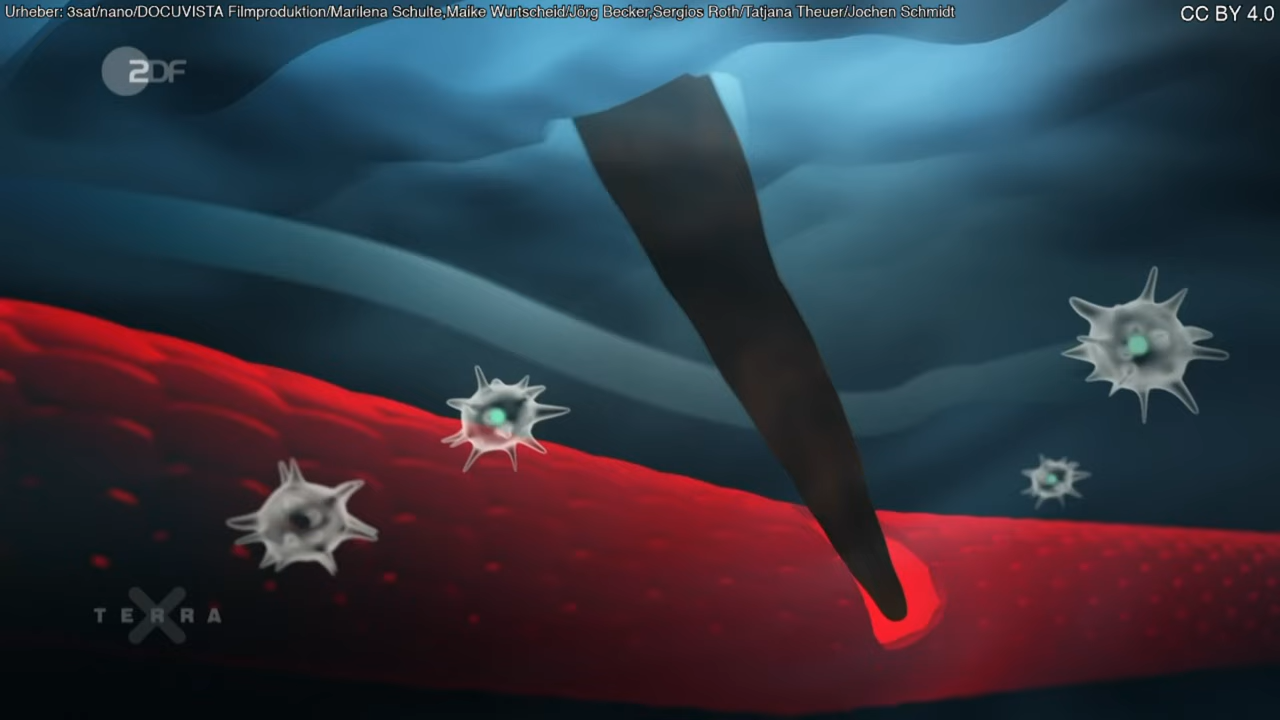 Urheber: 3sat/nano/DOCUVISTA Filmproduktion/Marilena Schulte,Maike Wurtscheid/Jörg Becker,Sergios Roth/Tatjana Theuer/Jochen Schmidt
CC BY 4.0
2DF
TERRA X